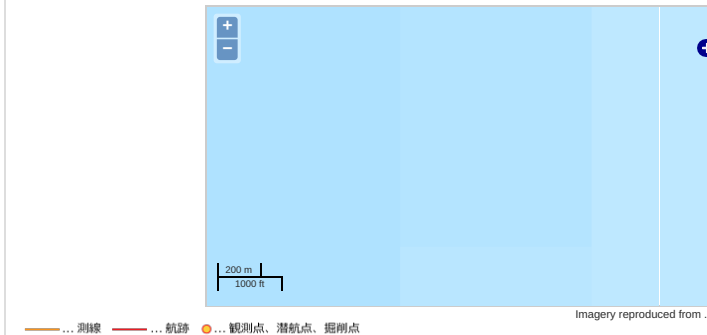 +
−
200 m
1000 ft
Imagery reproduced from .
... 測線 ... 航跡 ... 観測点、潜航点、掘削点